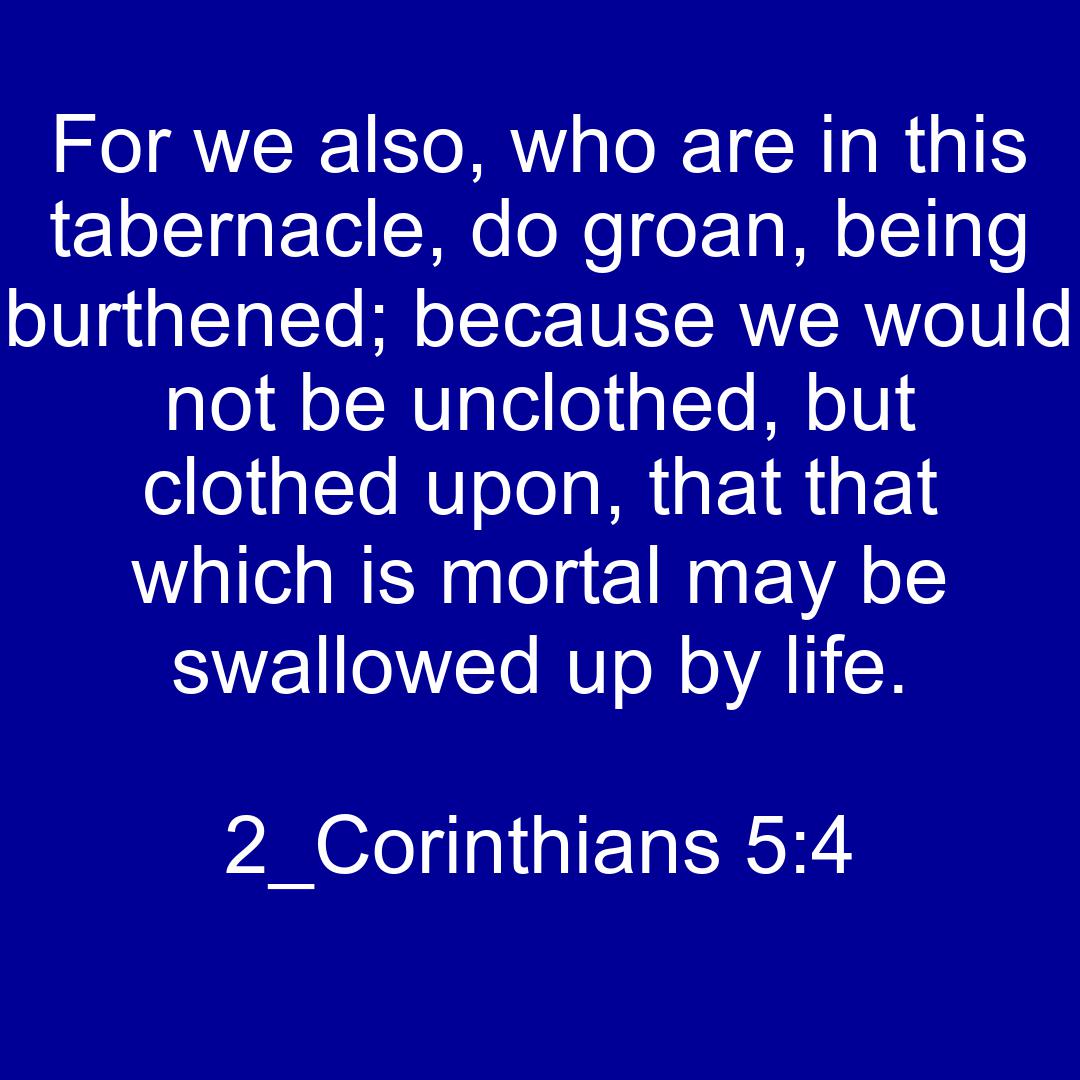 For we also, who are in this
tabernacle, do groan, being
burthened; because we would
not be unclothed, but
clothed upon, that that
which is mortal may be
swallowed up by life.
2_Corinthians 5:4